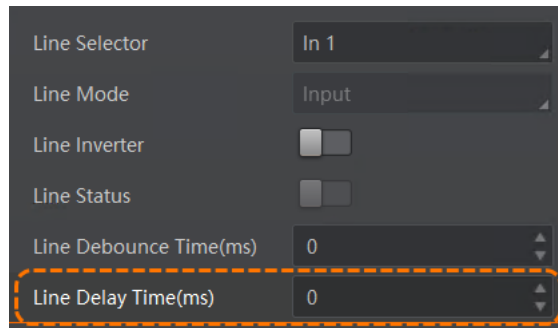 Line Selector In 1
Line Mode Input
Line Inverter
Line Status
Line Debounce Time(ms) 0
Line Delay Time(ms) 0